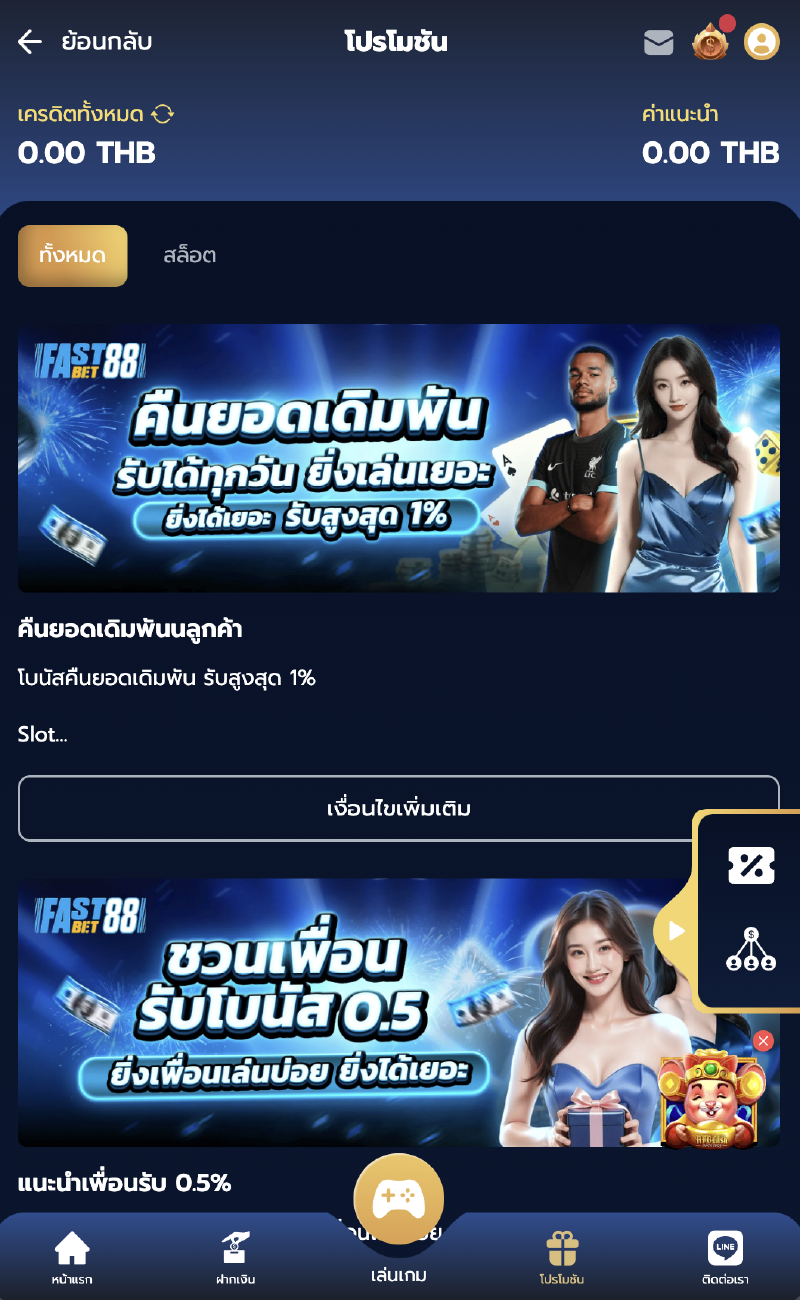 ย้อนกลับ
โปรโมชัน
เครดิตทั้งหมด
ค่าแนะนำ
0.00 THB
0.00 THB
ทั้งหมด
สล็อต
FAST BET 88
คืนยอดเดิมพัน
รับได้ทุกวัน ยิ่งเล่นเยอะ
ยิ่งได้เยอะ รับสูงสุด 1%
คืนยอดเดิมพันนลูกค้า
โบนัสคืนยอดเดิมพัน รับสูงสุด 1%
Slot...
เงื่อนไขเพิ่มเติม
FAST BET 88
ชวนเพื่อน
รับโบนัส 0.5
ยิ่งเพื่อนเล่นบ่อย ยิ่งได้เยอะ
แนะนำเพื่อนรับ 0.5%
หน้าแรก
ฝากเงิน
เล่นเกม
โปรโมชัน
LINE
ติดต่อเรา